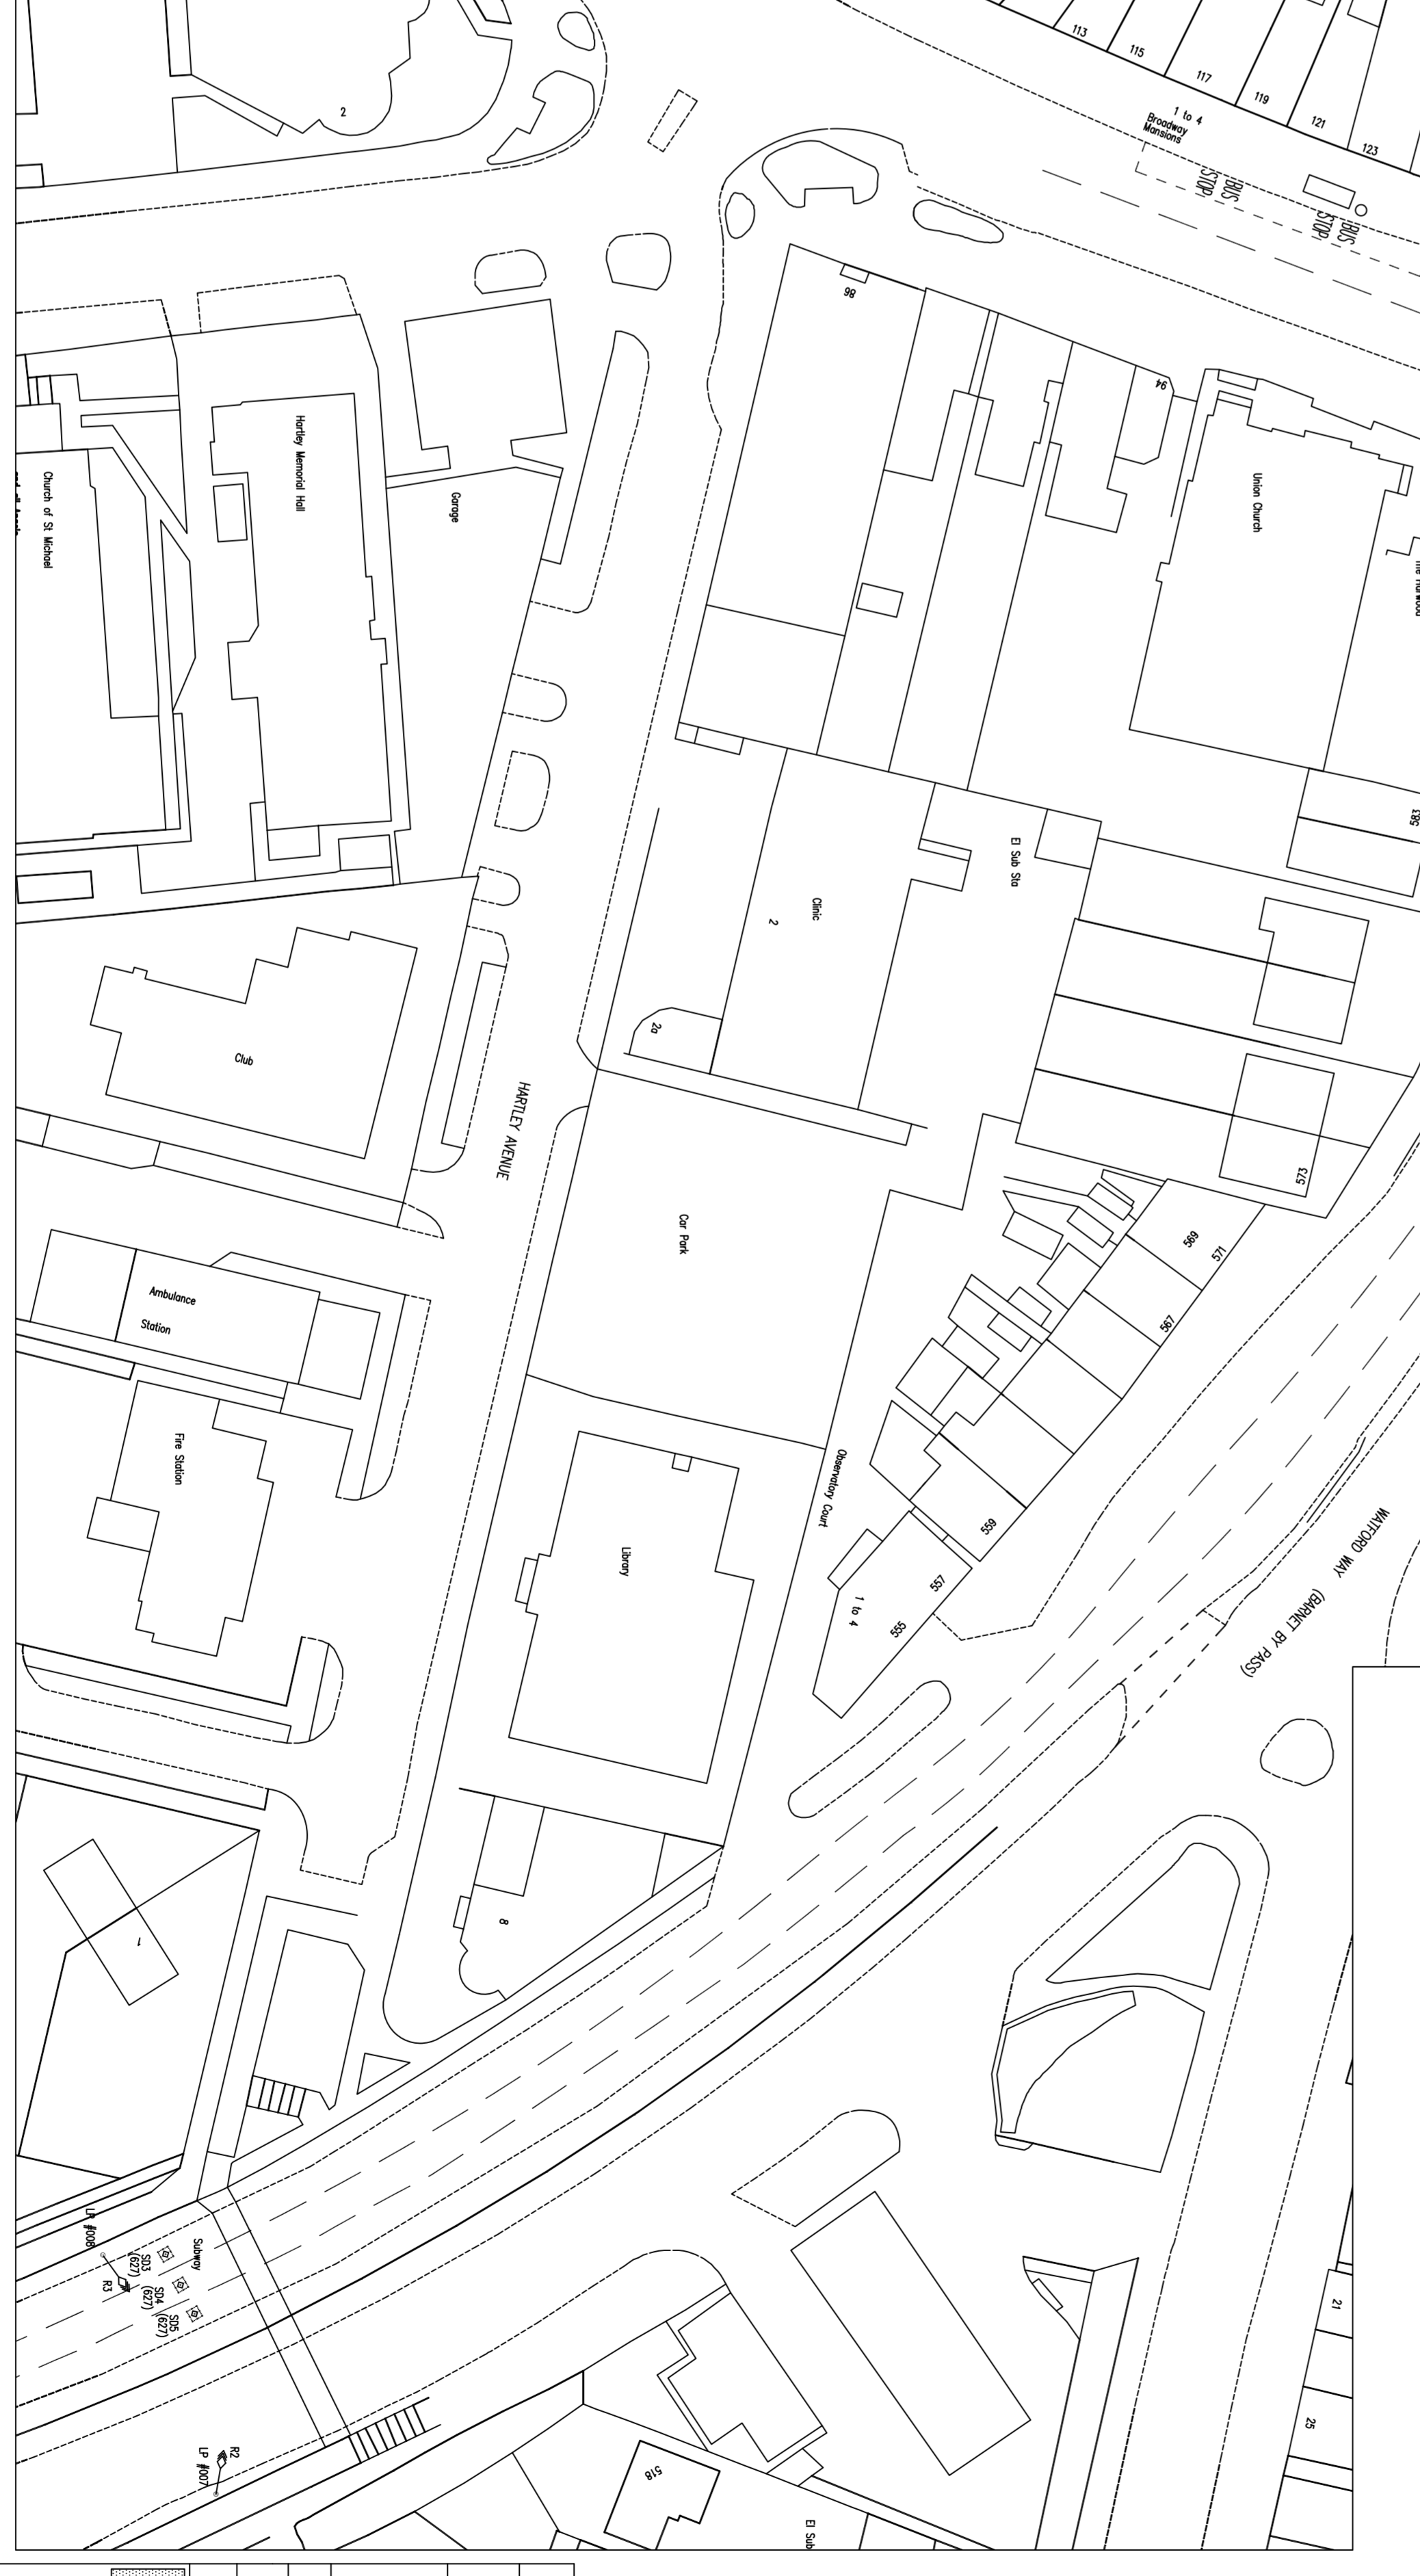 113
115
117
119
121
123
2
1 to 4
Broadway
Mansions
BUS
STOP
BUS
STOP
86
94
Hartley Memorial Hall
Church of St Michael
Garage
Union Church
583
El Sub Sta
Clinic
2
2a
Club
HARTLEY AVENUE
573
Car Park
569
571
567
Ambulance
Station
Fire Station
Observatory Court
Library
559
557
1 to 4
555
WATFORD WAY (BARNET BY PASS)
8
1
LP #008
R3
SD3
(627)
SD4
(627)
SD5
(627)
Subway
21
25
R2
LP #007
518
El Sub